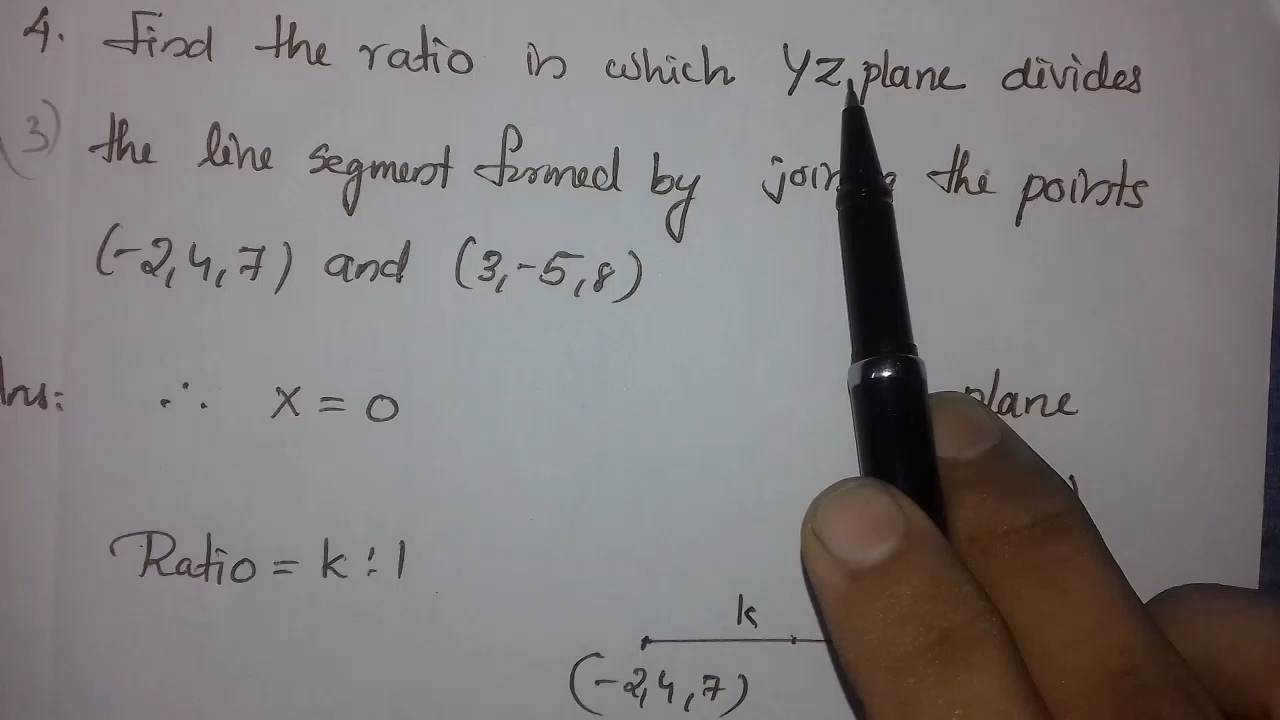 4. Find the ratio in which YZ plane divides
(3) the line segment formed by the points
(-2,4,7) and (3,-5,8)
Ans: ∴ x = 0 plane
Ratio = k : 1
k
(-2,4,7)